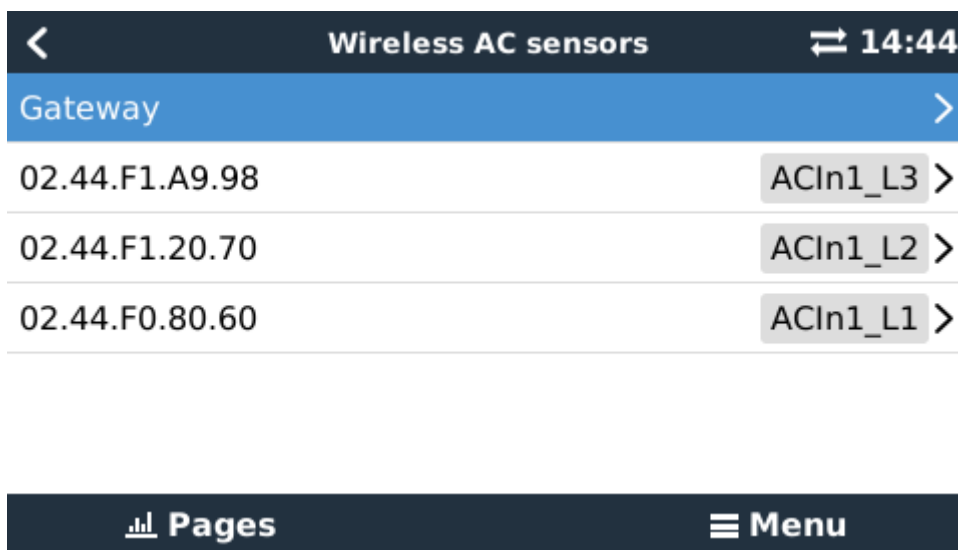 Wireless AC sensors 14:44
Gateway
02.44.F1.A9.98 ACIn1_L3
02.44.F1.20.70 ACIn1_L2
02.44.F0.80.60 ACIn1_L1
Pages Menu